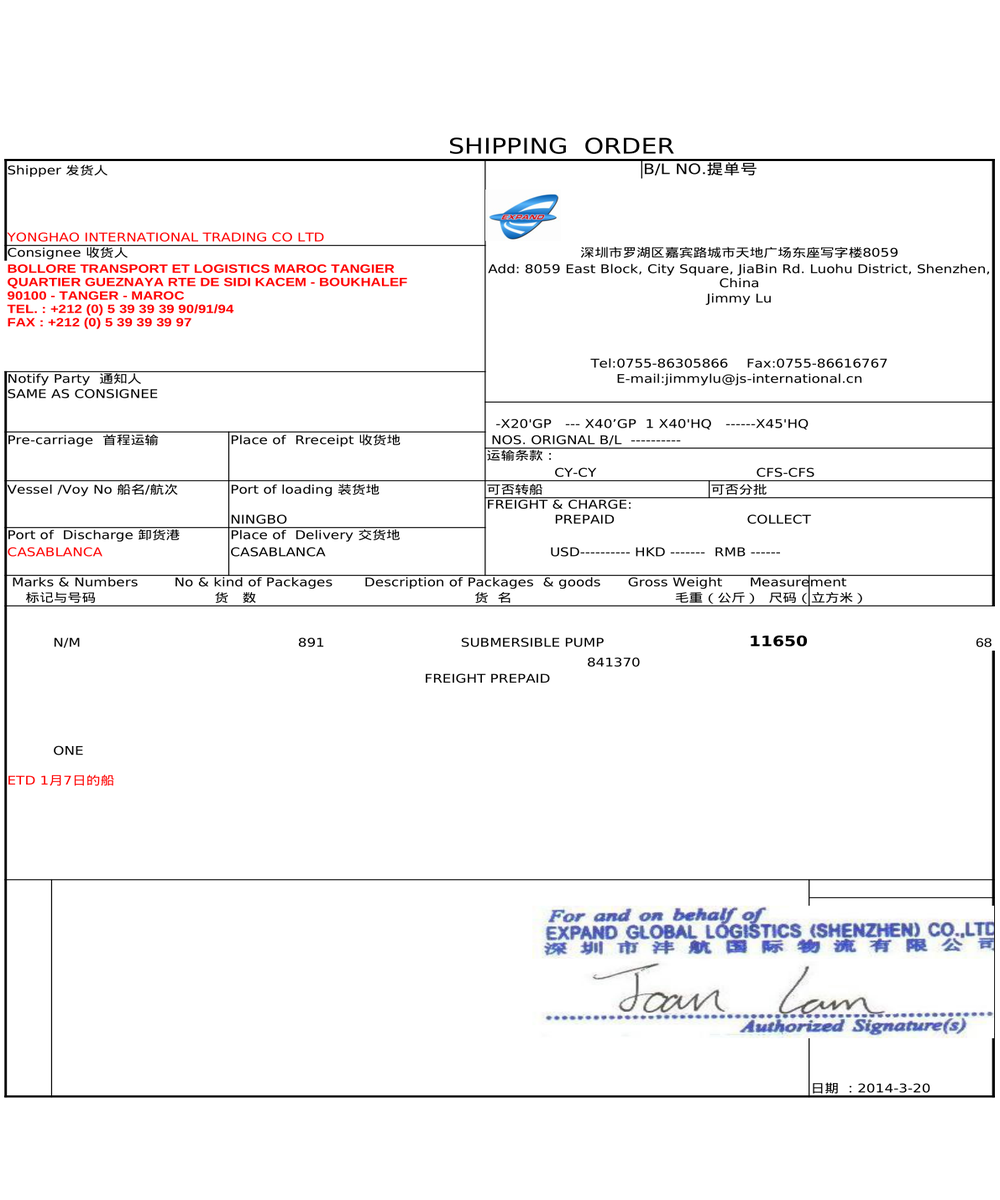 SHIPPING ORDER
Shipper 发货人
B/L NO.提单号
EXPAND
YONGHAO INTERNATIONAL TRADING CO LTD
Consignee 收货人
BOLLORE TRANSPORT ET LOGISTICS MAROC TANGIER
QUARTIER GUEZNAYA RTE DE SIDI KACEM - BOUKHALEF
90100 - TANGER - MAROC
TEL. : +212 (0) 5 39 39 39 90/91/94
FAX : +212 (0) 5 39 39 39 97
深圳市罗湖区嘉宾路城市天地广场东座写字楼8059
Add: 8059 East Block, City Square, JiaBin Rd. Luohu District, Shenzhen,
China
Jimmy Lu
Tel:0755-86305866 Fax:0755-86616767
E-mail:jimmylu@js-international.cn
Notify Party 通知人
SAME AS CONSIGNEE
-X20'GP --- X40’GP 1 X40'HQ ------X45'HQ
NOS. ORIGNAL B/L ----------
Pre-carriage 首程运输
Place of Rreceipt 收货地
运输条款：
CY-CY CFS-CFS
Vessel /Voy No 船名/航次
Port of loading 装货地
NINGBO
可否转船
可否分批
FREIGHT & CHARGE:
PREPAID COLLECT
Port of Discharge 卸货港
CASABLANCA
Place of Delivery 交货地
CASABLANCA
USD---------- HKD ------- RMB ------
Marks & Numbers No & kind of Packages Description of Packages & goods Gross Weight Measurement
标记与号码 货 数 货 名 毛重（公斤） 尺码（立方米）
N/M 891 SUBMERSIBLE PUMP 11650 68
841370
FREIGHT PREPAID
ONE
ETD 1月7日的船
For and on behalf of
EXPAND GLOBAL LOGISTICS (SHENZHEN) CO.,LTD
深圳市沣航国际物流有限公司
Joan Lam
Authorized Signature(s)
日期 ：2014-3-20